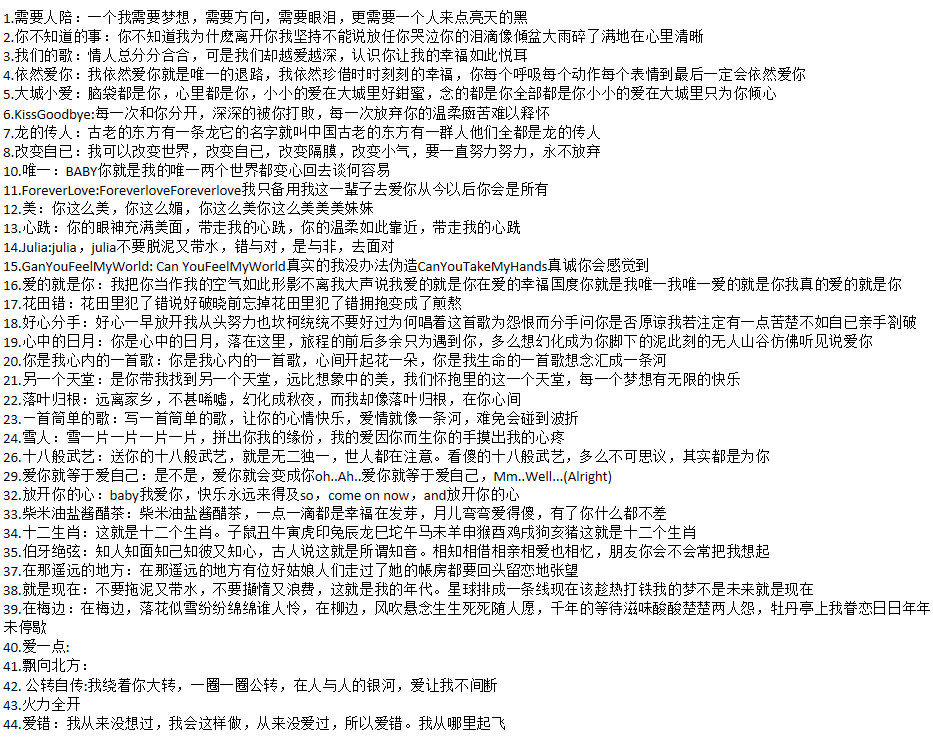 1.需要人陪：一个我需要梦想，需要方向，需要眼泪，更需要一个人来点亮天的黑
2.你不知道的事：你不知道我为什麽离开你我坚持不能说放任你哭泣你的泪滴像倾盆大雨碎了满地在心里清晰
3.我们的歌：情人总分分合合，可是我们却越爱越深，认识你让我的幸福如此悦耳
4.依然爱你：我依然爱你就是唯一的退路，我依然珍借时时刻刻的幸福，你每个呼吸每个动作每个表情到最后一定会依然爱你
5.大城小爱：脑袋都是你，心里都是你，小小的爱在大城里好甜蜜，念的都是你全部都是你小小的爱在大城里只为你倾心
6.KissGoodbye:每一次和你分开，深深的被你打败，每一次放弃你的温柔痴苦难以释怀
7.龙的传人：古老的东方有一条龙它的名字就叫中国古老的东方有一群人他们全都是龙的传人
8.改变自已：我可以改变世界，改变自已，改变隔膜，改变小气，要一直努力努力，永不放弃
10.唯一：BABY你就是我的唯一两个世界都变心回去谈何容易
11.ForeverLove:ForeverloveForeverlove我只备用我这一辈子去爱你从今以后你会是所有
12.美：你这么美，你这么媚，你这么美你这么美美美妹妹
13.心跣：你的眼神充满美面，带走我的心跣，你的温柔如此靠近，带走我的心跣
14.Julia:julia，julia不要脱泥又带水，错与对，是与非，去面对
15.GanYouFeelMyWorld: Can YouFeelMyWorld真实的我没办法伪造CanYouTakeMyHands真诚你会感觉到
16.爱的就是你：我把你当作我的空气如此形影不离我大声说我爱的就是你在爱的幸福国度你就是我唯一我唯一爱的就是你我真的爱的就是你
17.花田错：花田里犯了错说好破晓前忘掉花田里犯了错拥抱变成了煎熬
18.好心分手：好心一早放开我从头努力也坎柯统统不要好过为何唱着这首歌为怨恨而分手问你是否原谅我若注定有一点苦楚不如自已亲手劄破
19.心中的日月：你是心中的日月，落在这里，旅程的前后多余只为遇到你，多么想幻化成为你脚下的泥此刻的无人山谷仿佛听见说爱你
20.你是我心内的一首歌：你是我心内的一首歌，心间开起花一朵，你是我生命的一首歌想念汇成一条河
21.另一个天堂：是你带我找到另一个天堂，远比想象中的美，我们怀抱里的这一个天堂，每一个梦想有无限的快乐
22.落叶归根：远离家乡，不甚唏嘘，幻化成秋夜，而我却像落叶归根，在你心间
23.一首简单的歌：写一首简单的歌，让你的心情快乐，爱情就像一条河，难免会碰到波折
24.雪人：雪一片一片一片一片，拼出你我的缘份，我的爱因你而生你的手摸出我的心疼
26.十八般武艺：送你的十八般武艺，就是无二独一，世人都在注意。看傻的十八般武艺，多么不可思议，其实都是为你
29.爱你就等于爱自己：是不是，爱你就会变成你oh..Ah..爱你就等于爱自己，Mm..Well...(Alright)
32.放开你的心：baby我爱你，快乐永远来得及so，come on now，and放开你的心
33.柴米油盐酱醋茶：柴米油盐酱醋茶，一点一滴都是幸福在发芽，月儿弯弯爱得傻，有了你什么都不差
34.十二生肖：这就是十二个生肖。子鼠丑牛寅虎印兔辰龙巳蛇午马未羊申猴酉鸡戌狗亥猪这就是十二个生肖
35.伯牙绝弦：知人知面知己知彼又知心，古人说这就是所谓知音。相知相借相亲相爱也相忆，朋友你会不会常把我想起
37.在那遥远的地方：在那遥远的地方有位好姑娘人们走过了她的帐房都要回头留恋地张望
38.就是现在：不要拖泥又带水，不要擷情又浪费，这就是我的年代。星球排成一条线现在该趁热打铁我的梦不是未来就是现在
39.在梅边：在梅边，落花似雪纷纷绵绵谁人怜，在柳边，风吹悬念生生死死随人愿，千年的等待滋味酸酸楚楚两人怨，牡丹亭上我眷恋日日年年
未停歇
40.爱一点:
41.飘向北方：
42. 公转自传:我绕着你大转，一圈一圈公转，在人与人的银河，爱让我不间断
43.火力全开
44.爱错：我从来没想过，我会这样做，从来没爱过，所以爱错。我从哪里起飞